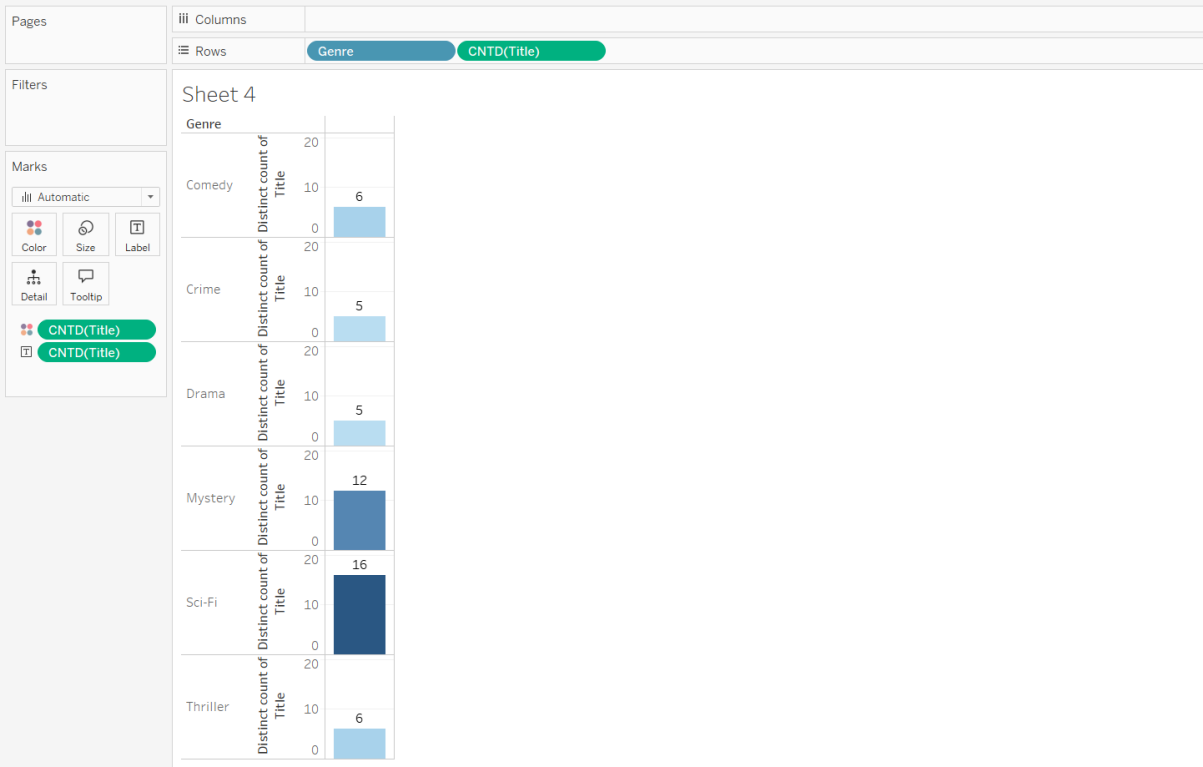 Pages
Columns
Rows
Genre
CNTD(Title)
Filters
Marks
Automatic
Color
Size
Label
Detail
Tooltip
CNTD(Title)
CNTD(Title)
Sheet 4
Genre
Comedy
Distinct count of
Title
20
10
0
6
Crime
Distinct count of
Title
20
10
0
5
Drama
Distinct count of
Title
20
10
0
5
Mystery
Distinct count of
Title
20
10
0
12
Sci-Fi
Distinct count of
Title
20
10
0
16
Thriller
Distinct count of
Title
20
10
0
6